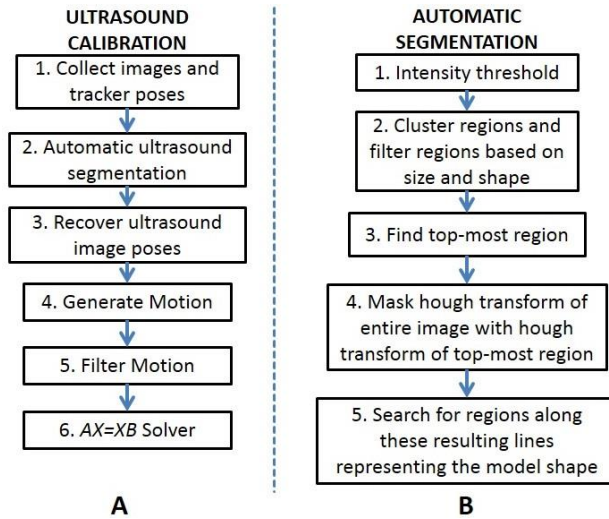 ULTRASOUND
CALIBRATION
1. Collect images and
tracker poses
2. Automatic ultrasound
segmentation
3. Recover ultrasound
image poses
4. Generate Motion
5. Filter Motion
6. AX=XB Solver
A
AUTOMATIC
SEGMENTATION
1. Intensity threshold
2. Cluster regions and
filter regions based on
size and shape
3. Find top-most region
4. Mask hough transform of
entire image with hough
transform of top-most region
5. Search for regions along
these resulting lines
representing the model shape
B